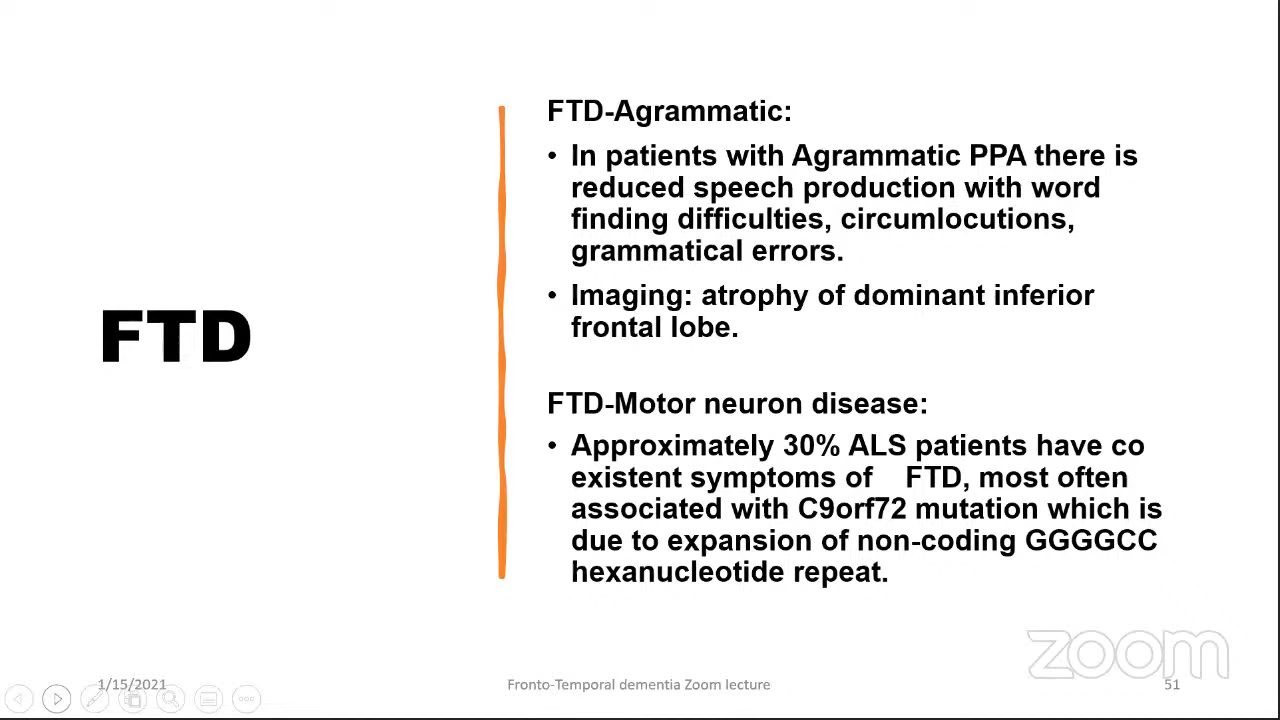 FTD
FTD-Agrammatic:
• In patients with Agrammatic PPA there is
reduced speech production with word
finding difficulties, circumlocutions,
grammatical errors.
• Imaging: atrophy of dominant inferior
frontal lobe.
FTD-Motor neuron disease:
• Approximately 30% ALS patients have co
existent symptoms of FTD, most often
associated with C9orf72 mutation which is
due to expansion of non-coding GGGGCC
hexanucleotide repeat.
zoom
1/15/2021
Fronto-Temporal dementia Zoom lecture
51